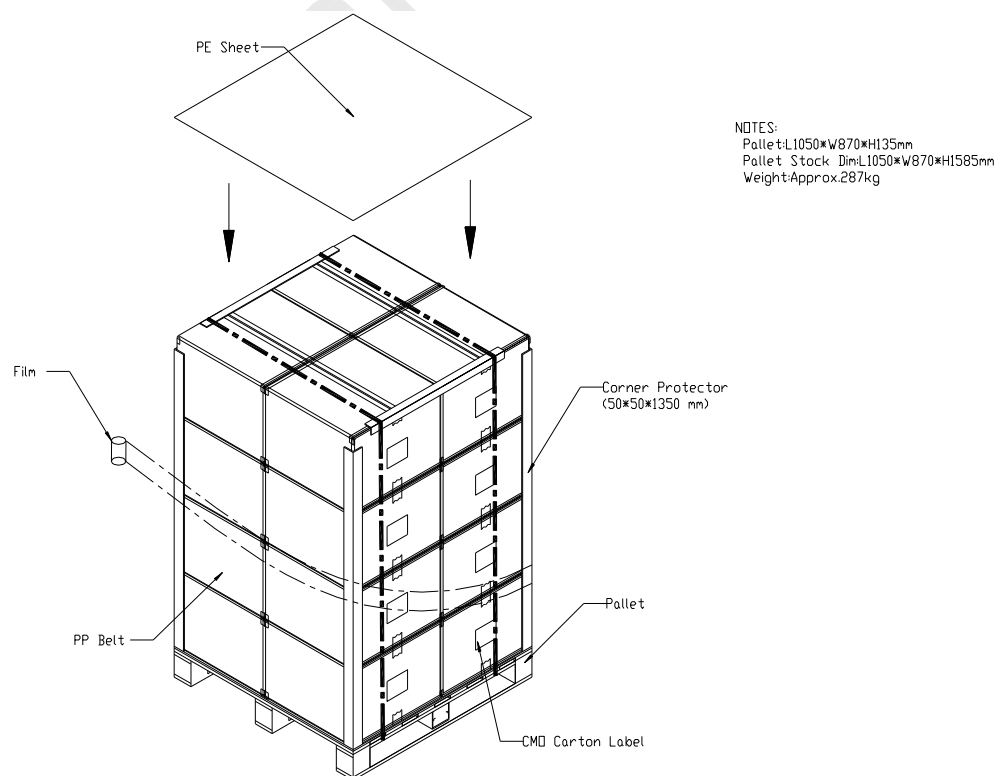 PE Sheet
NOTES:
Pallet:L1050*W870*H135mm
Pallet Stock Dim:L1050*W870*H1585mm
Weight:Approx.287kg
Film
Corner Protector
(50*50*1350 mm)
Pallet
PP Belt
CMO Carton Label